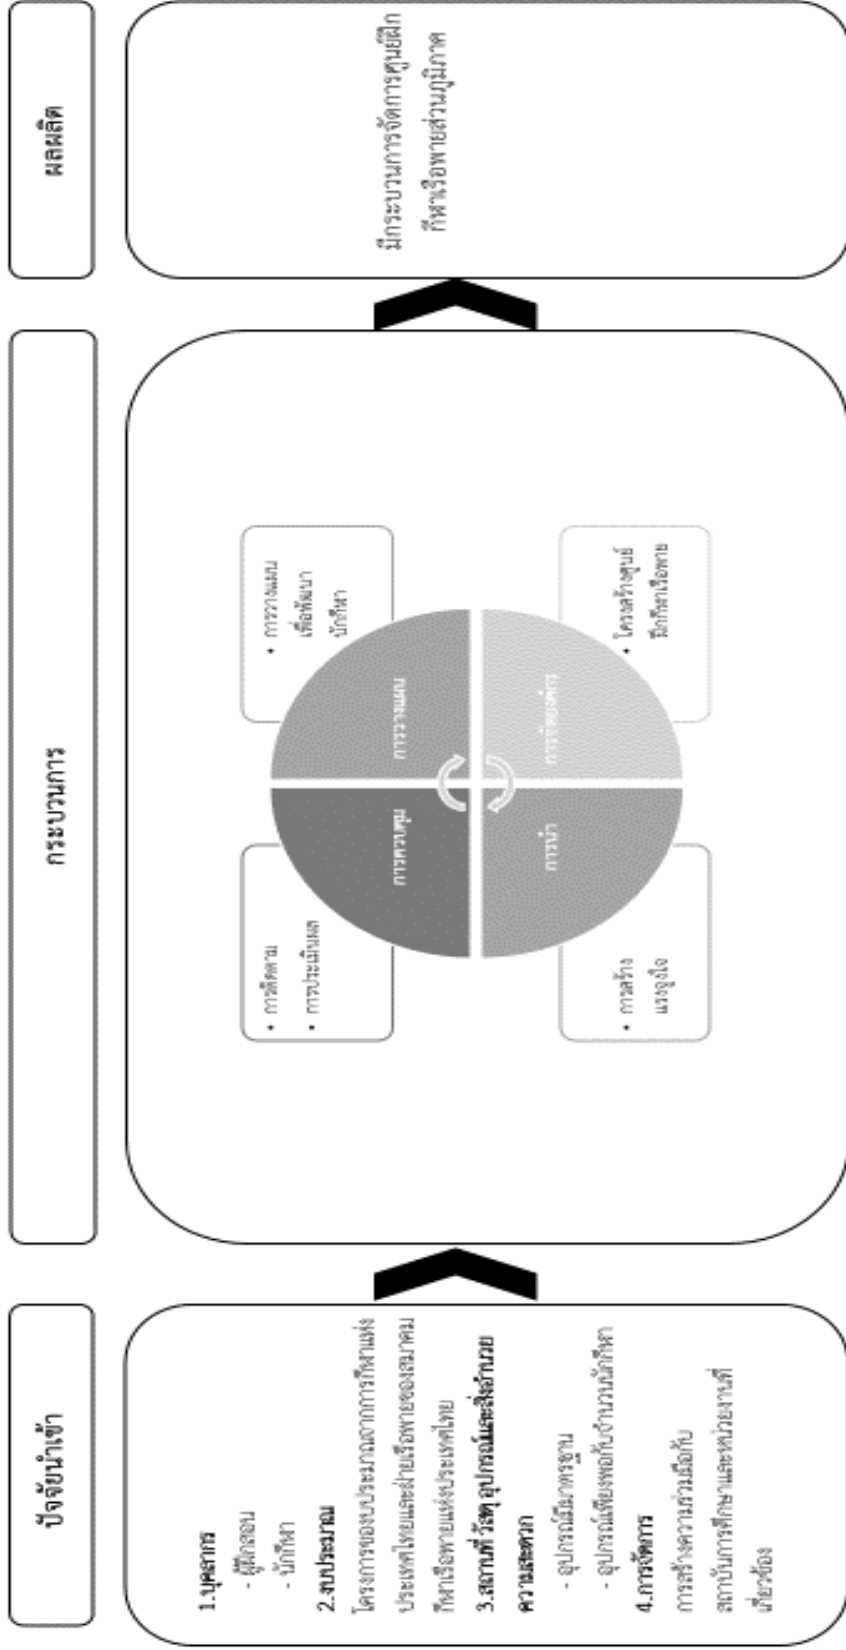 ปัจจัยนำเข้า
1.บุคลากร
- ผู้ฝึกสอน
- นักกีฬา
2.งบประมาณ
โครงการของบประมาณจากการกีฬาแห่ง
ประเทศไทยและฝ่ายเรือพายของสมาคม
กีฬาเรือพายแห่งประเทศไทย
3.สถานที่ วัสดุ อุปกรณ์และสิ่งอำนวย
ความสะดวก
- อุปกรณ์มีมาตรฐาน
- อุปกรณ์เพียงพอกับจำนวนนักกีฬา
4.การจัดการ
การสร้างความร่วมมือกับ
สถาบันการศึกษาและหน่วยงานที่
เกี่ยวข้อง
กระบวนการ
• การติดตาม
• การประเมินผล
• การวางแผน
เพื่อพัฒนา
นักกีฬา
การควบคุม
การวางแผน
การนำ
การจัดองค์การ
• การสร้าง
แรงจูงใจ
• โครงสร้างศูนย์
ฝึกกีฬาเรือพาย
ผลผลิต
มีกระบวนการจัดการศูนย์ฝึก
กีฬาเรือพายส่วนภูมิภาค